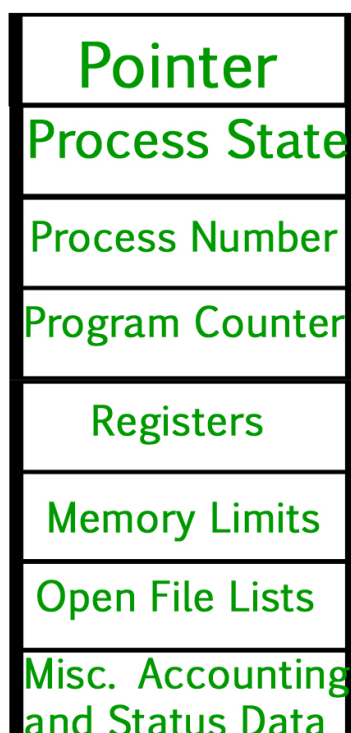 Pointer
Process State
Process Number
Program Counter
Registers
Memory Limits
Open File Lists
Misc. Accounting
and Status Data